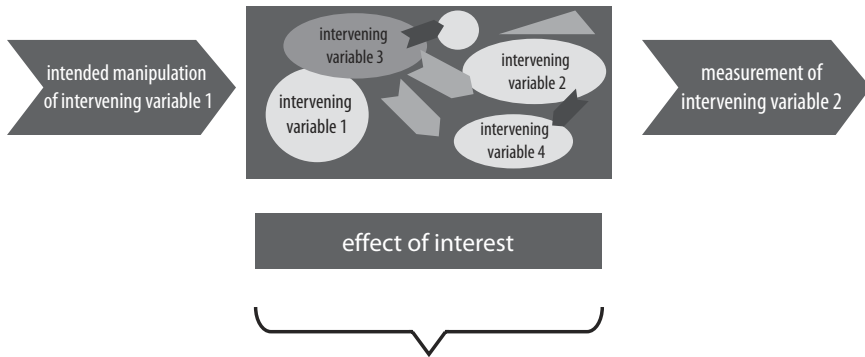 intended manipulation
of intervening variable 1
intervening
variable 3
intervening
variable 1
intervening
variable 2
intervening
variable 4
measurement of
intervening variable 2
effect of interest